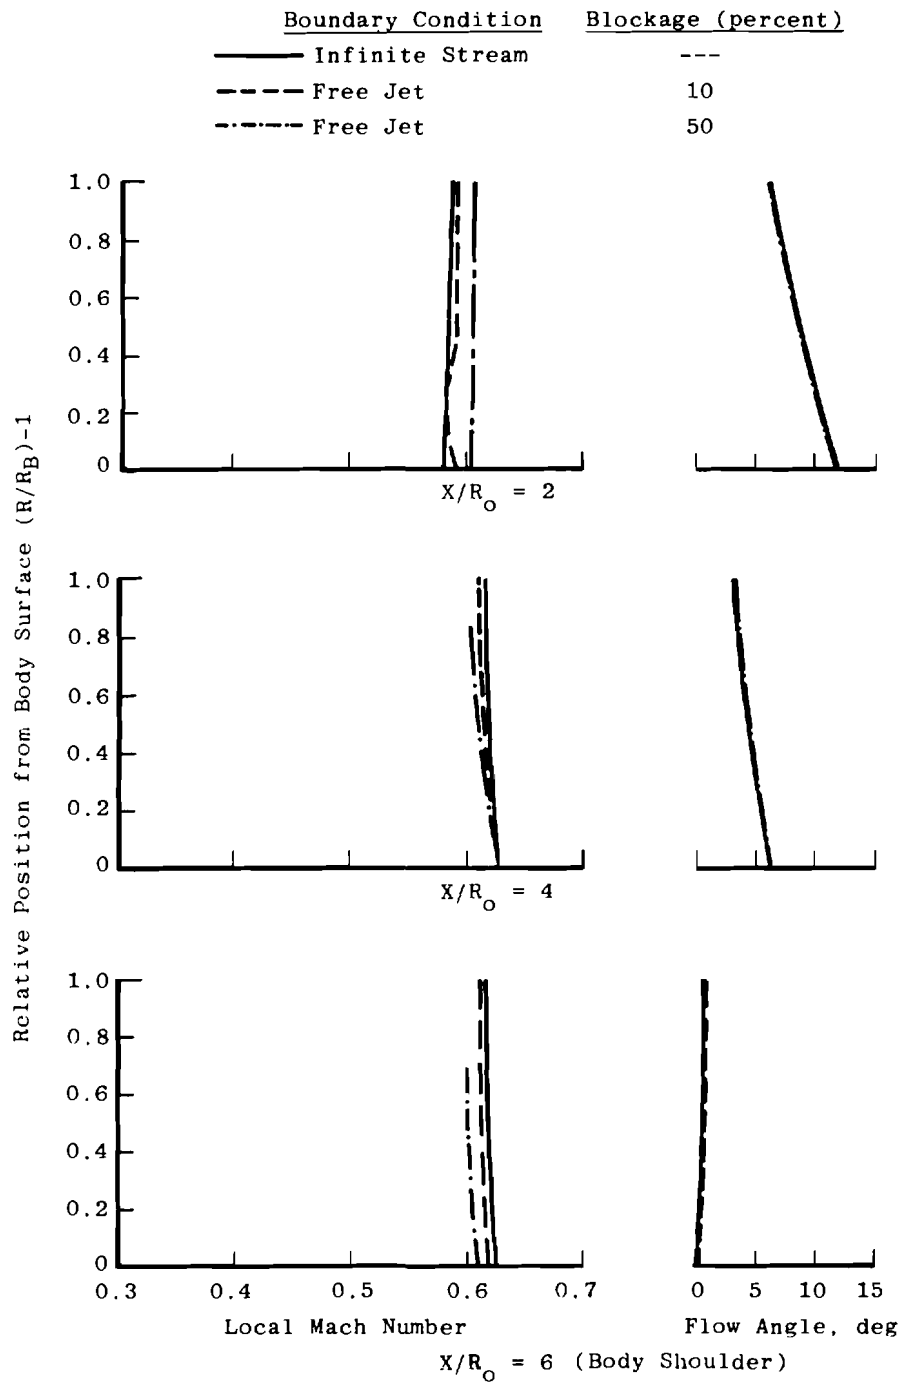 Boundary Condition Blockage (percent)
Infinite Stream ---
Free Jet 10
Free Jet 50
Relative Position from Body Surface (R/R_B)-1
1.0
0.8
0.6
0.4
0.2
0
X/R_o = 2
1.0
0.8
0.6
0.4
0.2
0
X/R_o = 4
1.0
0.8
0.6
0.4
0.2
0
0.3 0.4 0.5 0.6 0.7 0 5 10 15
Local Mach Number Flow Angle, deg
X/R_o = 6 (Body Shoulder)